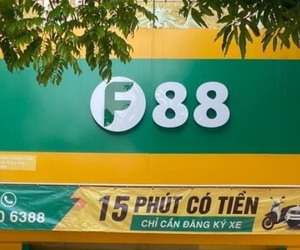 F88
15 PHÚT CÓ TIỀN
0 6388
CHỈ CẦN ĐĂNG KÝ XE